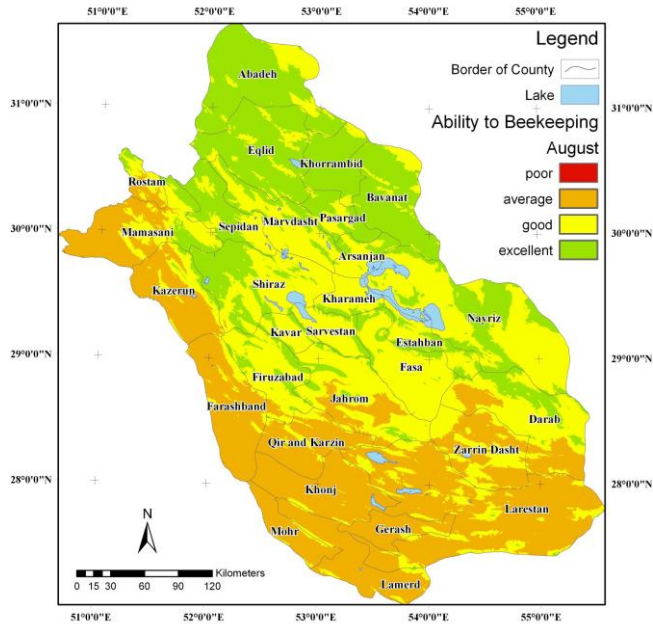 51°0'0"E 52°0'0"E 53°0'0"E 54°0'0"E 55°0'0"E
Legend
Border of County
Lake
Ability to Beekeeping
August
poor
average
good
excellent
31°0'0"N 31°0'0"N
30°0'0"N 30°0'0"N
29°0'0"N 29°0'0"N
28°0'0"N 28°0'0"N
Abadeh
Eqlid
Khorrambid
Rostam
Bavanat
Sepidan
Marvdasht
Pasargad
Mamasani
Arsanjan
Kazerun
Shiraz
Kharameh
Nayriz
Kavar
Sarvestan
Estahban
Fasa
Firuzabad
Jahrom
Farashband
Darab
Qir and Karzin
Zarrin Dasht
Khonj
Larestan
Mohr
Gerash
Lamerd
N
Kilometers
0 15 30 60 90 120
51°0'0"E 52°0'0"E 53°0'0"E 54°0'0"E 55°0'0"E